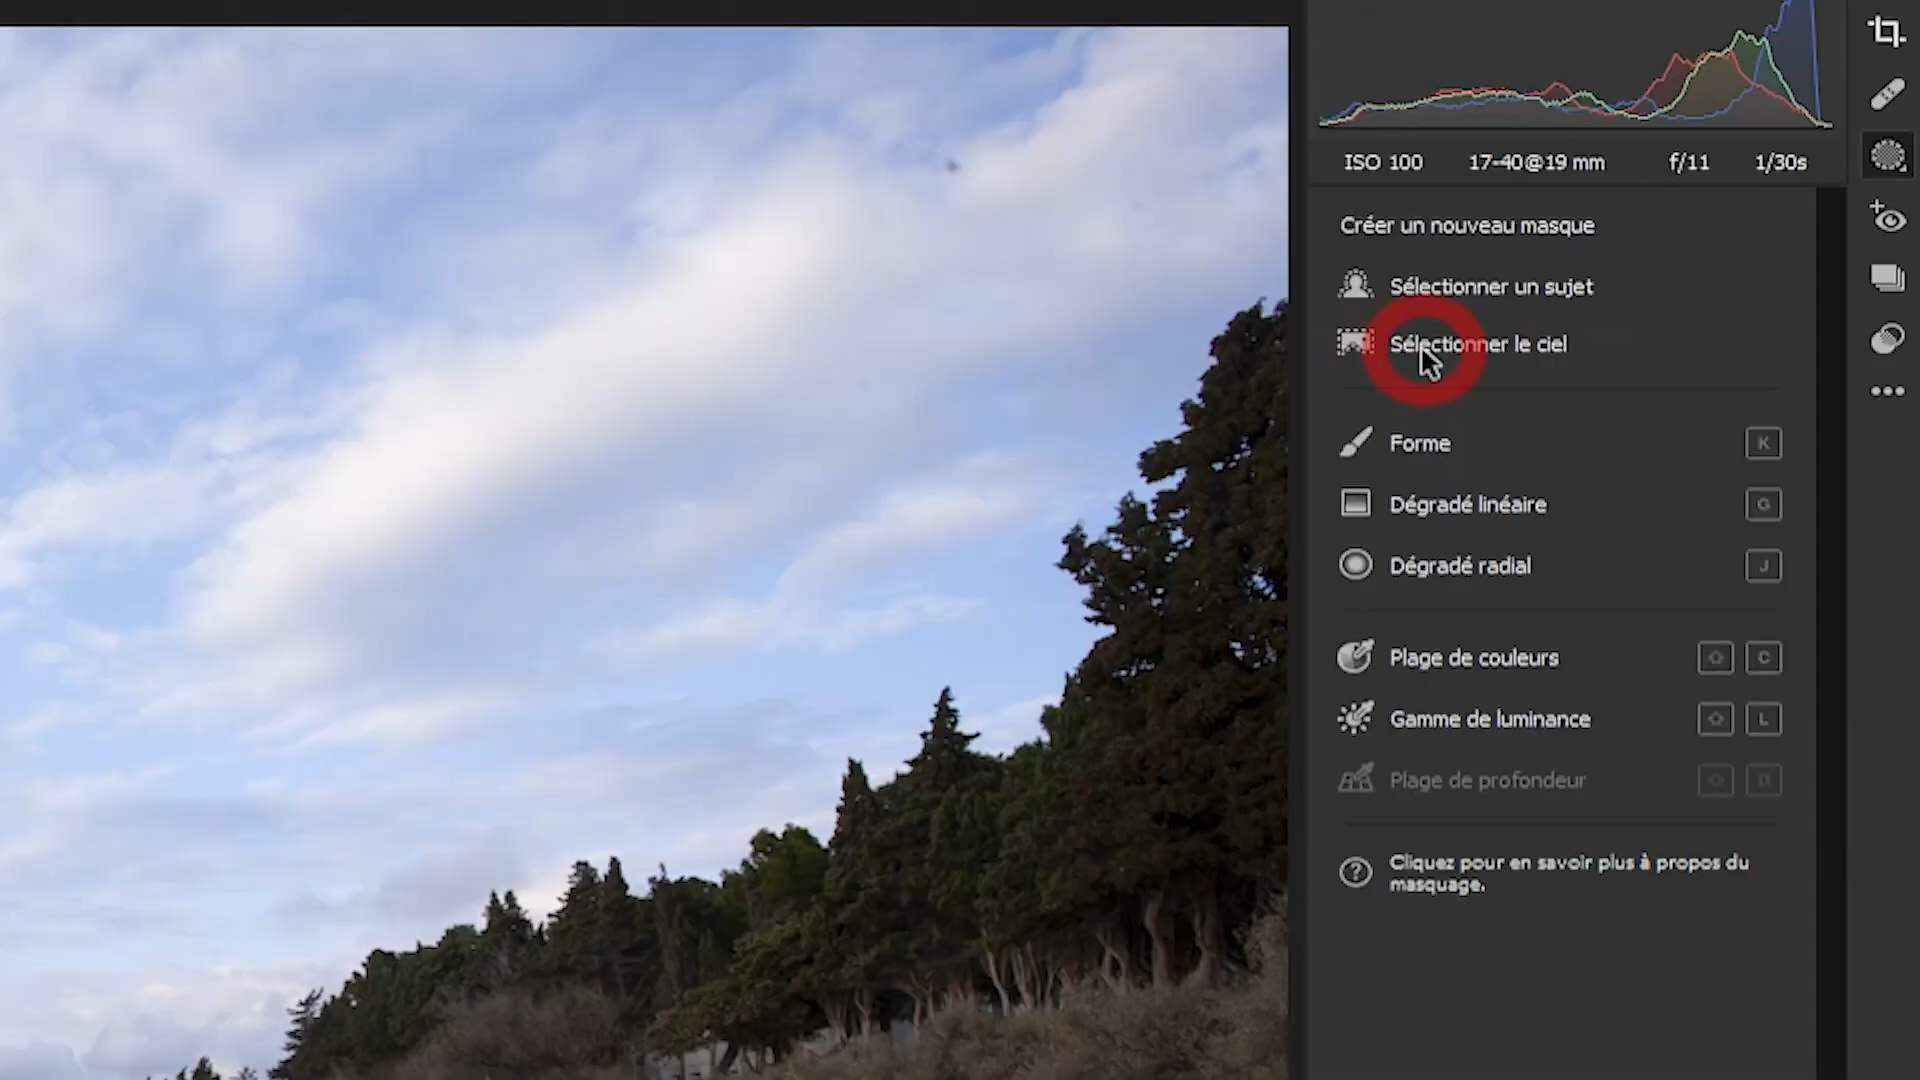 ISO 100 17-40@19 mm f/11 1/30s
Créer un nouveau masque
Sélectionner un sujet
Sélectionner le ciel
Forme K
Dégradé linéaire G
Dégradé radial J
Plage de couleurs C
Gamme de luminance L
Plage de profondeur D
Cliquez pour en savoir plus à propos du
masquage.